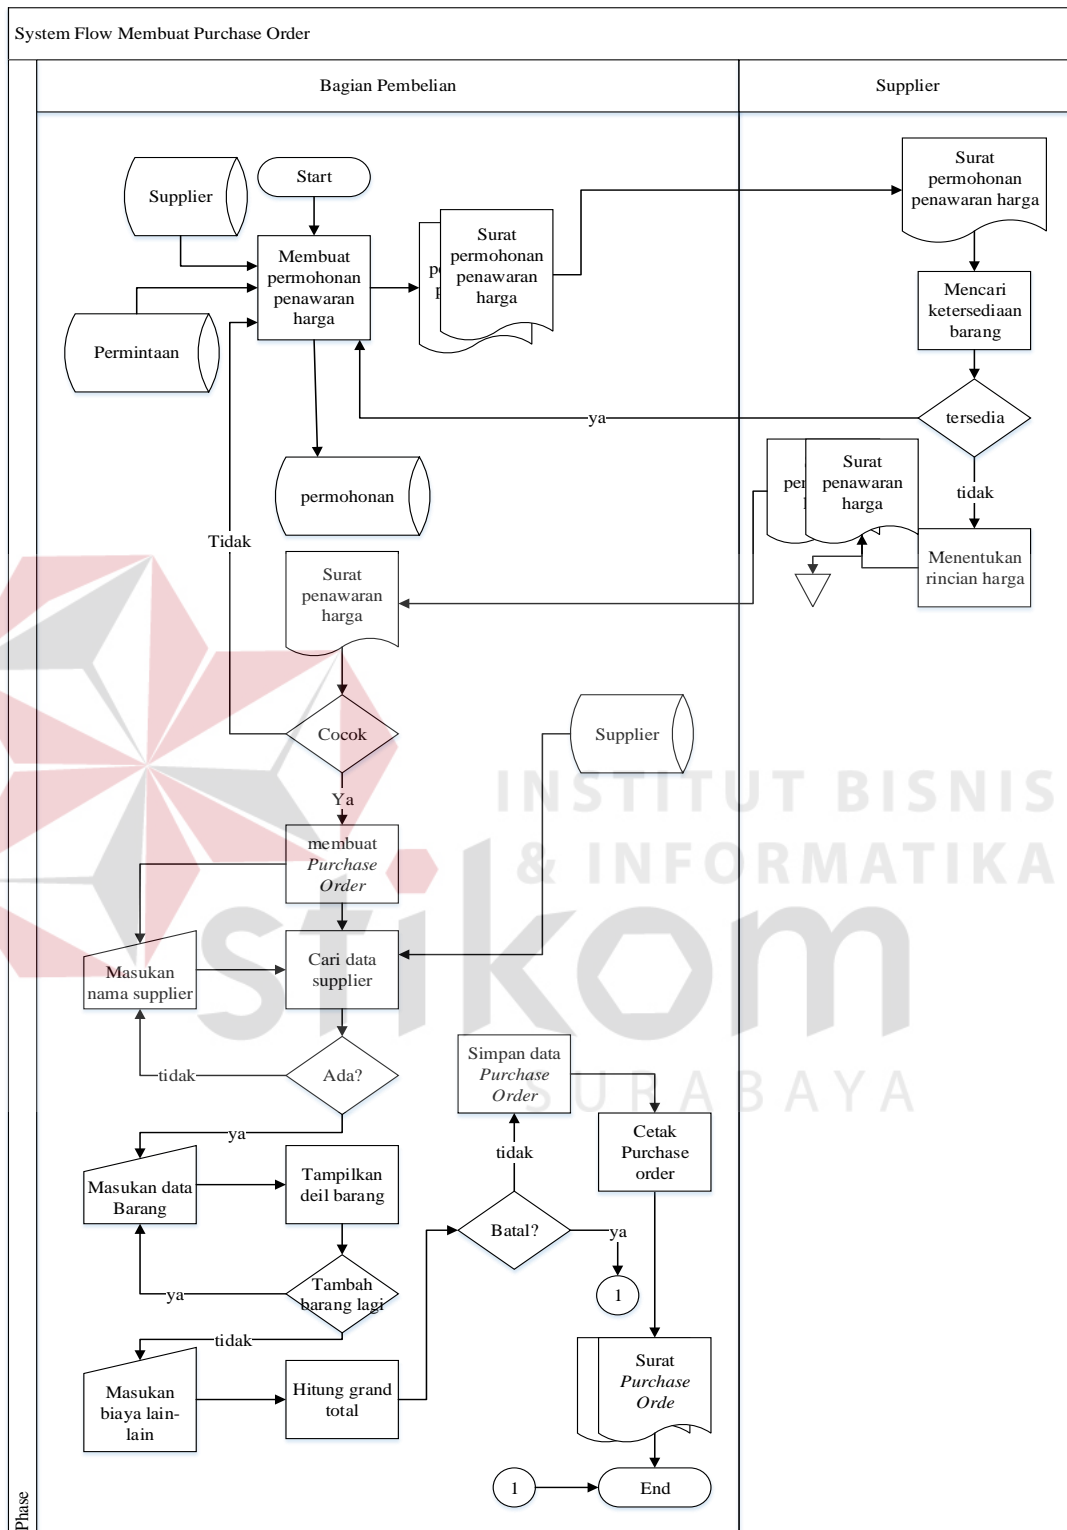 System Flow Membuat Purchase Order
Bagian Pembelian
Supplier
Supplier
Start
Membuat
permohonan
penawaran
harga
Permintaan
Surat
permohonan
penawaran
harga
Surat
permohonan
penawaran harga
Mencari
ketersediaan
barang
tersedia
ya
tidak
Menentukan
rincian harga
Surat
penawaran
harga
permohonan
Tidak
Surat
penawaran
harga
Cocok
Ya
Supplier
membuat
Purchase
Order
Masukan
nama supplier
Cari data
supplier
Ada?
tidak
ya
Masukan data
Barang
Tampilkan
deil barang
Tambah
barang lagi
ya
tidak
Masukan
biaya lain-
lain
Hitung grand
total
Batal?
tidak
ya
1
Simpan data
Purchase
Order
Cetak
Purchase
order
Surat
Purchase
Orde
1
End
Phase
INSTITUT BISNIS
& INFORMATIKA
stikom
SURABAYA